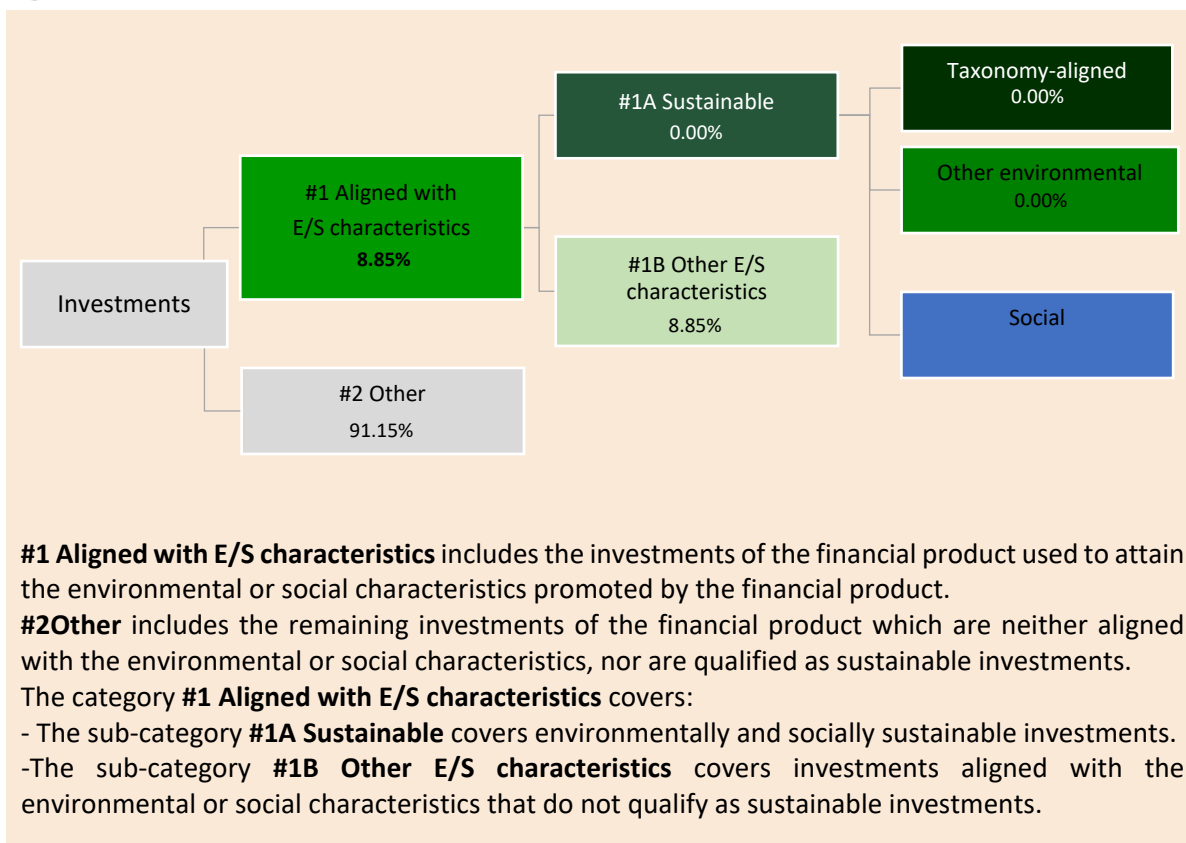 Investments
#1 Aligned with
E/S characteristics
8.85%
#2 Other
91.15%
#1A Sustainable
0.00%
#1B Other E/S
characteristics
8.85%
Taxonomy-aligned
0.00%
Other environmental
0.00%
Social
#1 Aligned with E/S characteristics includes the investments of the financial product used to attain
the environmental or social characteristics promoted by the financial product.
#2Other includes the remaining investments of the financial product which are neither aligned
with the environmental or social characteristics, nor are qualified as sustainable investments.
The category #1 Aligned with E/S characteristics covers:
- The sub-category #1A Sustainable covers environmentally and socially sustainable investments.
-The sub-category #1B Other E/S characteristics covers investments aligned with the
environmental or social characteristics that do not qualify as sustainable investments.